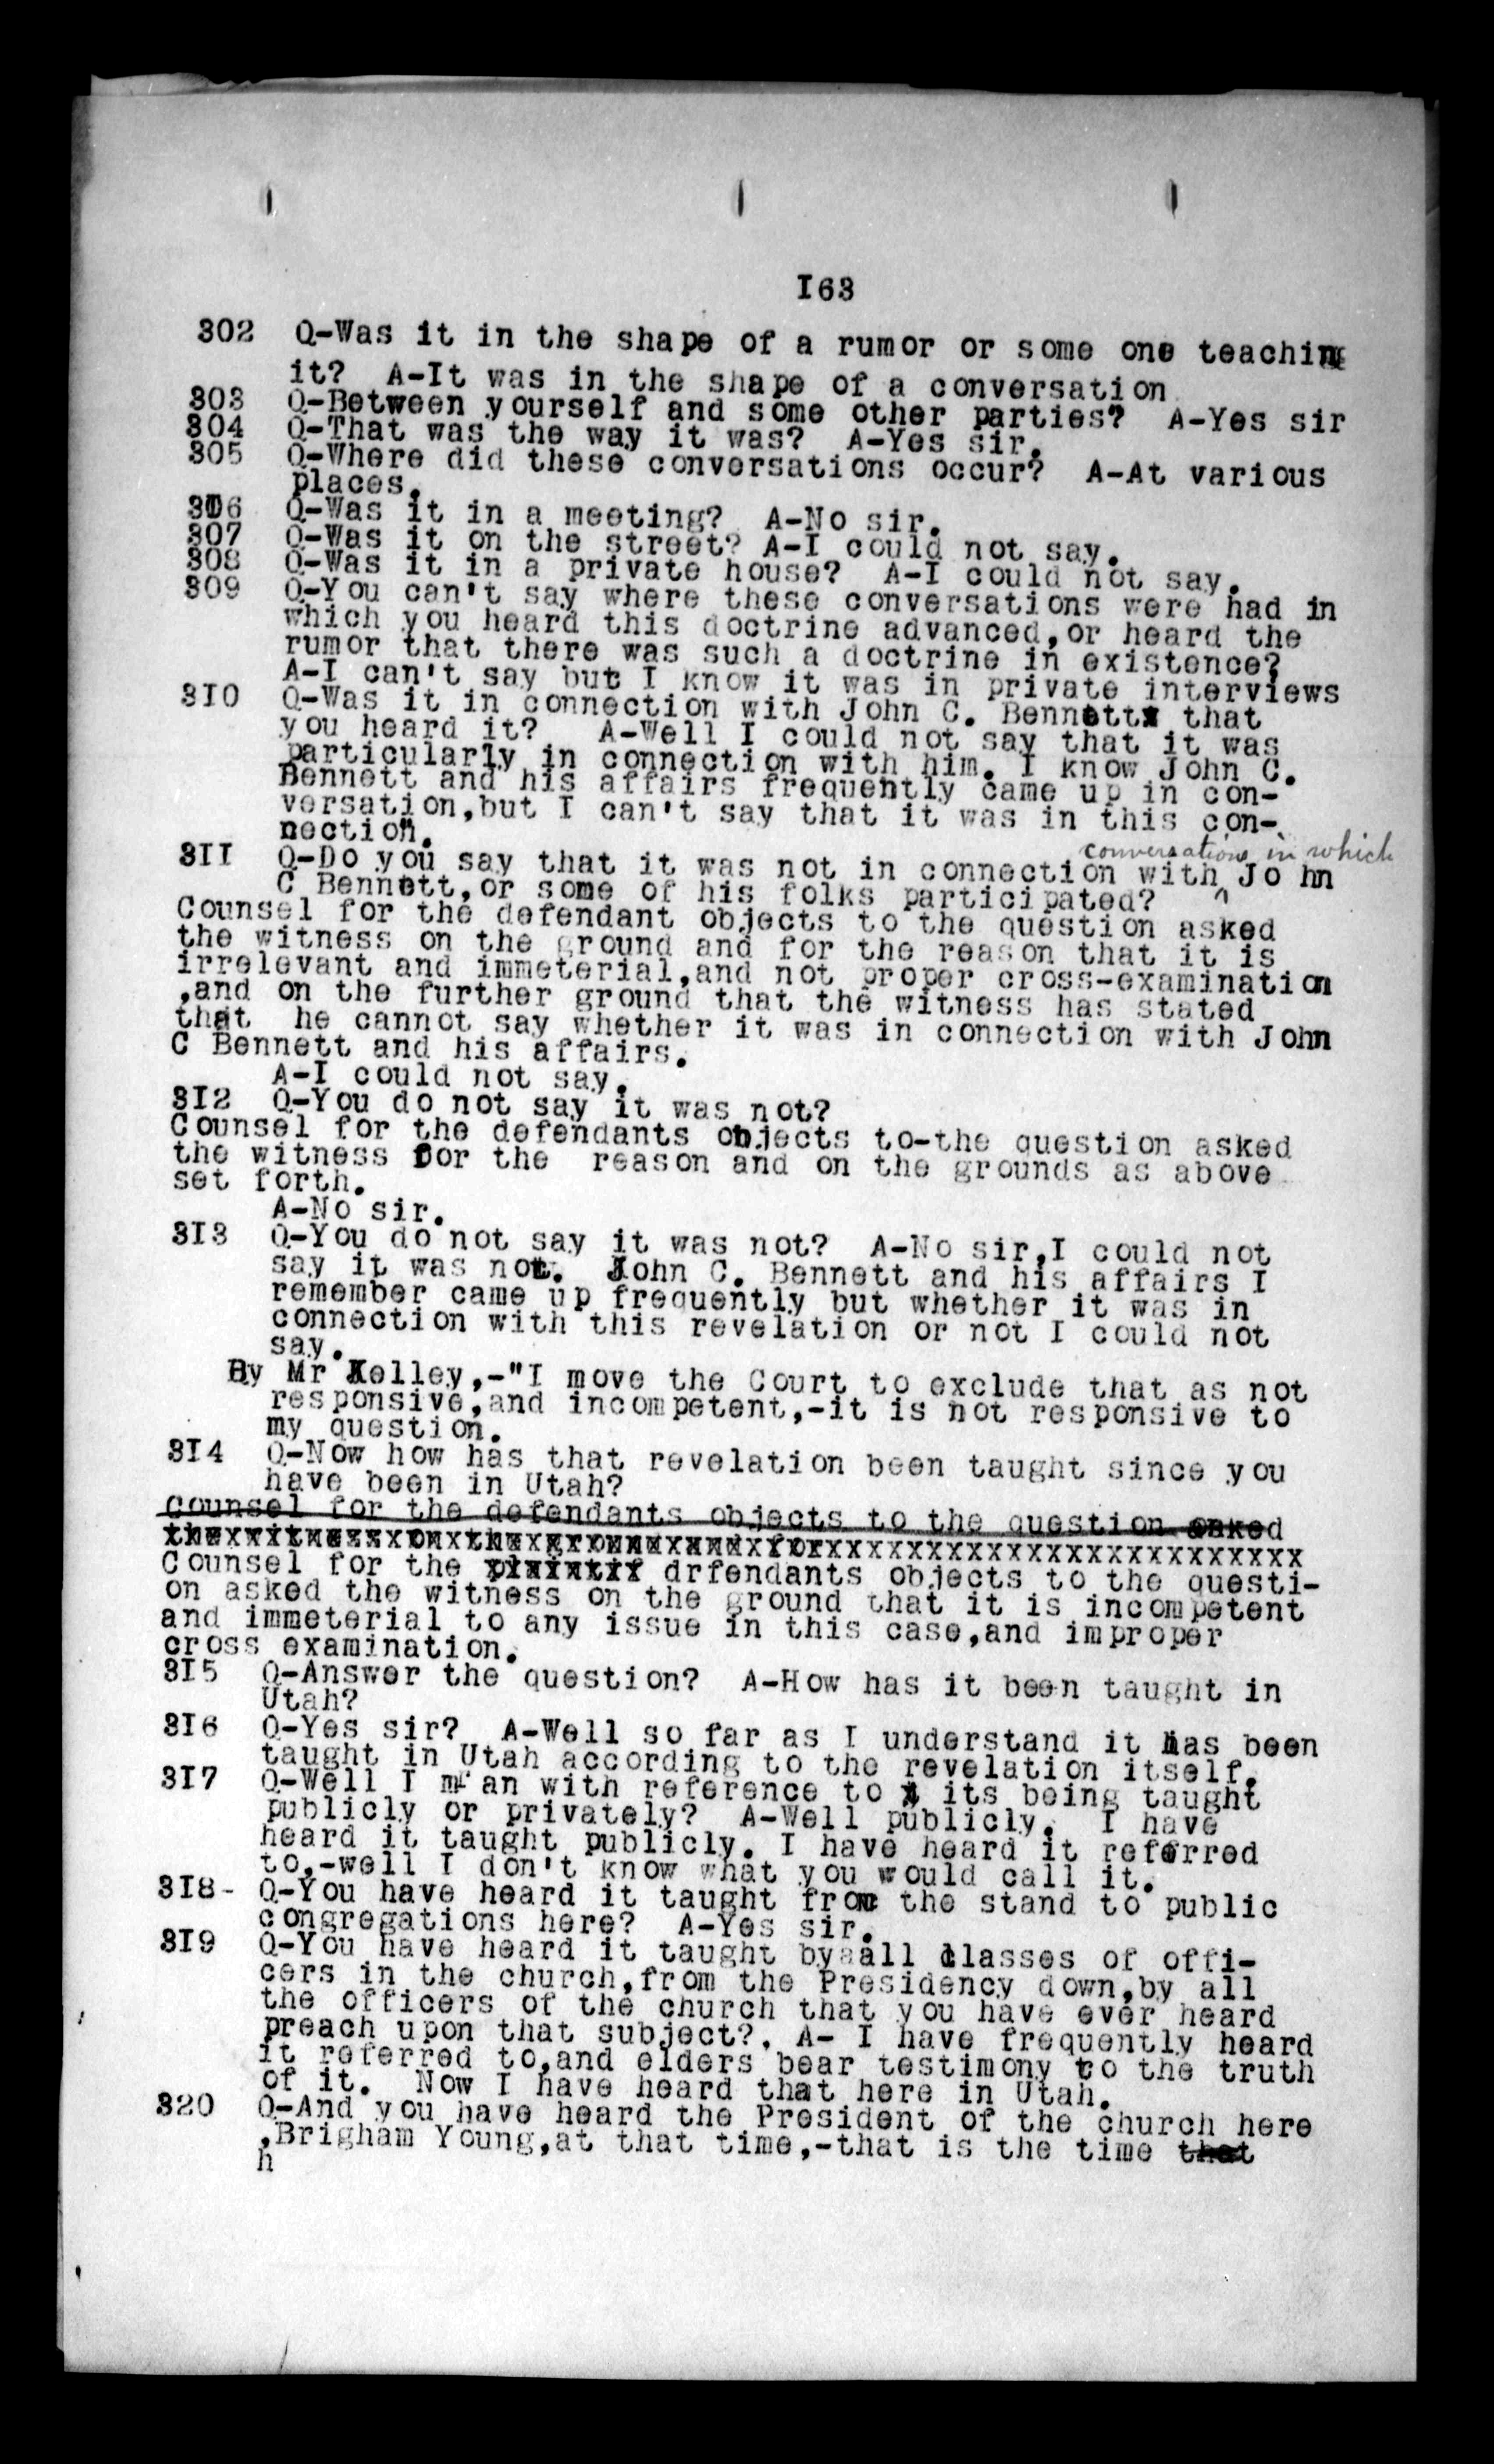 I63
302 Q-Was it in the shape of a rumor or some one teaching
it? A-It was in the shape of a conversation
303 Q-Between yourself and some other parties? A-Yes sir
304 Q-That was the way it was? A-Yes sir.
305 Q-Where did these conversations occur? A-At various
places.
306 Q-Was it in a meeting? A-No sir.
307 Q-Was it on the street? A-I could not say.
308 Q-Was it in a private house? A-I could not say.
309 Q-You can't say where these conversations were had in
which you heard this doctrine advanced,or heard the
rumor that there was such a doctrine in existence?
A-I can't say but I know it was in private interviews
3I0 Q-Was it in connection with John C. Bennett that
you heard it? A-Well I could not say that it was
particularly in connection with him. I know John C.
Bennett and his affairs frequently came up in con-
versation,but I can't say that it was in this con-
nection.
conversations in which
3II Q-Do you say that it was not in connection with ^ Jo hn
C Bennett,or some of his folks participated?
Counsel for the defendant objects to the question asked
the witness on the ground and for the reason that it is
irrelevant and immeterial,and not proper cross-examination
,and on the further ground that the witness has stated
that he cannot say whether it was in connection with John
C Bennett and his affairs.
A-I could not say.
3I2 Q-You do not say it was not?
Counsel for the defendants objects to-the question asked
the witness for the reason and on the grounds as above
set forth.
A-No sir.
3I3 Q-You do not say it was not? A-No sir,I could not
say it was not. John C. Bennett and his affairs I
remember came up frequently but whether it was in
connection with this revelation or not I could not
say.
By Mr Kelley,-"I move the Court to exclude that as not
responsive,and incompetent,-it is not responsive to
my question.
3I4 Q-Now how has that revelation been taught since you
have been in Utah?
Counsel for the defendants objects to the question asked
the witness on the ground and for
Counsel for the plaintif drfendants objects to the questi-
on asked the witness on the ground that it is incompetent
and immeterial to any issue in this case,and improper
cross examination.
3I5 Q-Answer the question? A-How has it been taught in
Utah?
3I6 Q-Yes sir? A-Well so far as I understand it has been
taught in Utah according to the revelation itself.
3I7 Q-Well I mean with reference to its being taught
publicly or privately? A-Well publicly. I have
heard it taught publicly. I have heard it referred
to,-well I don't know what you would call it.
3I8- Q-You have heard it taught from the stand to public
congregations here? A-Yes sir.
3I9 Q-You have heard it taught byaall classes of offi-
cers in the church,from the Presidency down,by all
the officers of the church that you have ever heard
preach upon that subject?. A- I have frequently heard
it referred to,and elders bear testimony to the truth
of it. Now I have heard that here in Utah.
320 Q-And you have heard the President of the church here
,Brigham Young,at that time,-that is the time that
h